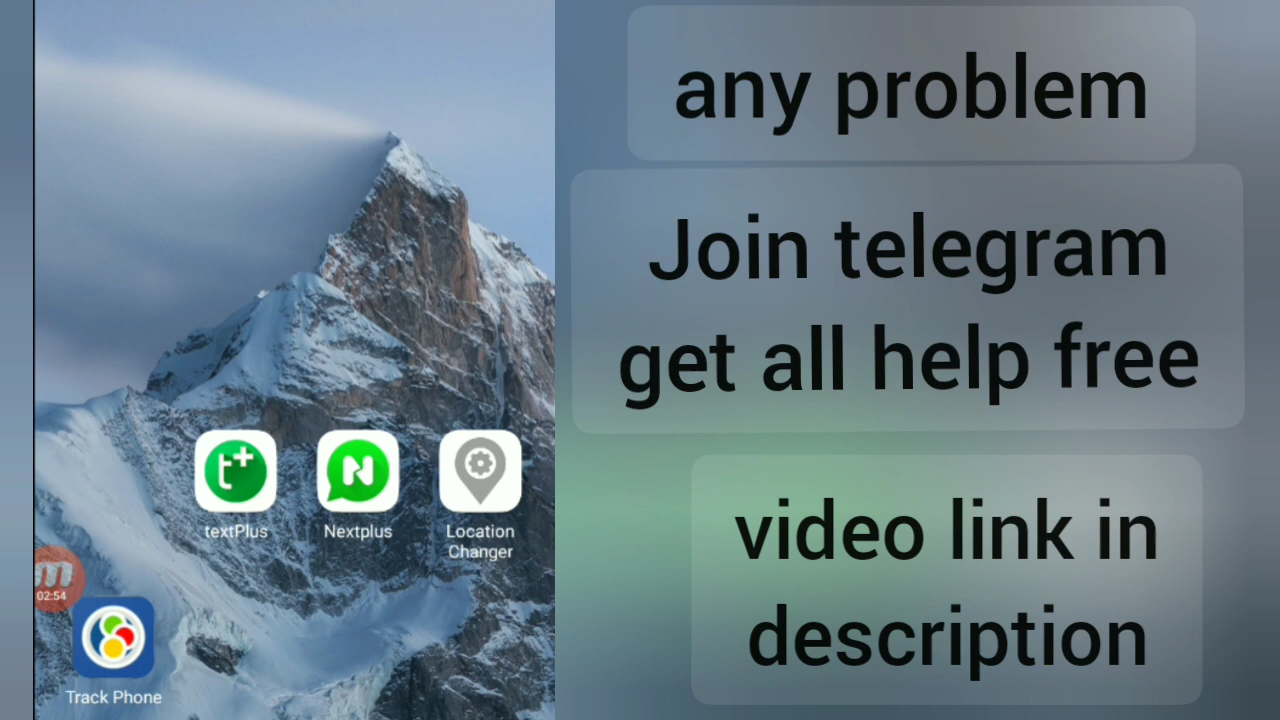 any problem
Join telegram
get all help free
video link in
description
t+
N
textPlus
Nextplus
Location
Changer
m
02:54
Track Phone